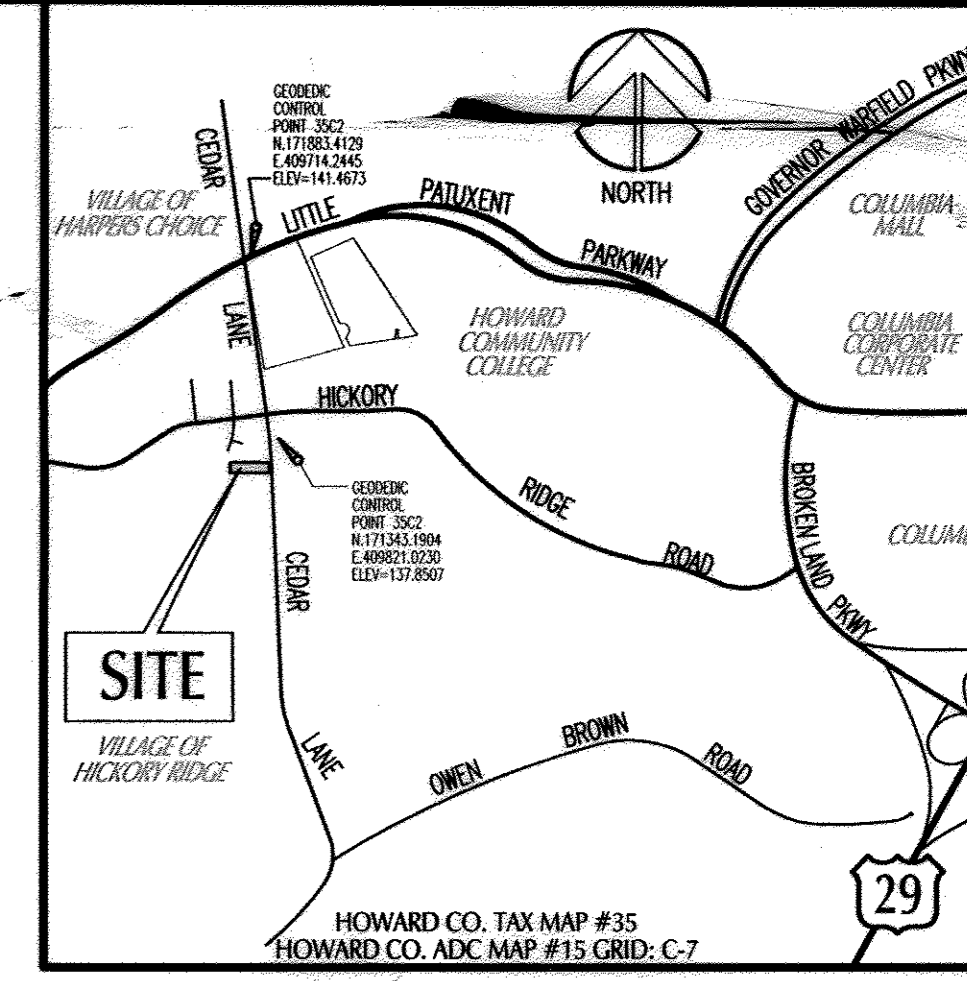 GEODEDIC
CONTROL
POINT 35C2
N.171883.4129
E.409714.2445
ELEV=141.4673
CEDAR
VILLAGE OF
HARPERS CHOICE
LITTLE
PATUXENT
PARKWAY
NORTH
GOVERNOR WARFIELD PKWY
COLUMBIA
MALL
LANE
HOWARD
COMMUNITY
COLLEGE
COLUMBIA
CORPORATE
CENTER
HICKORY
RIDGE
ROAD
GEODEDIC
CONTROL
POINT 35C2
N.171343.1904
E.409821.0230
ELEV=137.8507
BROKEN LAND PKWY
CEDAR
SITE
VILLAGE OF
HICKORY RIDGE
LANE
OWEN
BROWN
ROAD
29
HOWARD CO. TAX MAP #35
HOWARD CO. ADC MAP #15 GRID: C-7